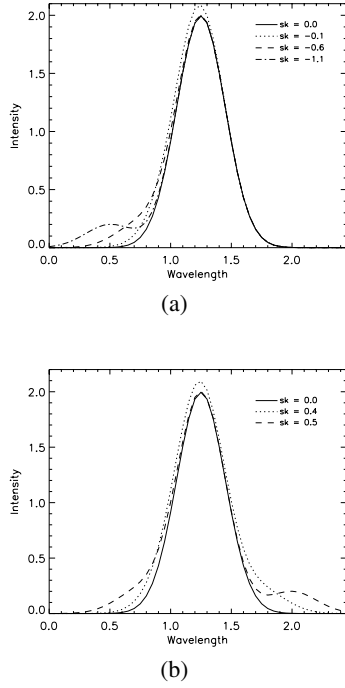 2.0
1.5
1.0
0.5
0.0
Intensity
sk = 0.0
sk = -0.1
sk = -0.6
sk = -1.1
0.0 0.5 1.0 1.5 2.0
Wavelength
(a)
2.0
1.5
1.0
0.5
0.0
Intensity
sk = 0.0
sk = 0.4
sk = 0.5
0.0 0.5 1.0 1.5 2.0
Wavelength
(b)